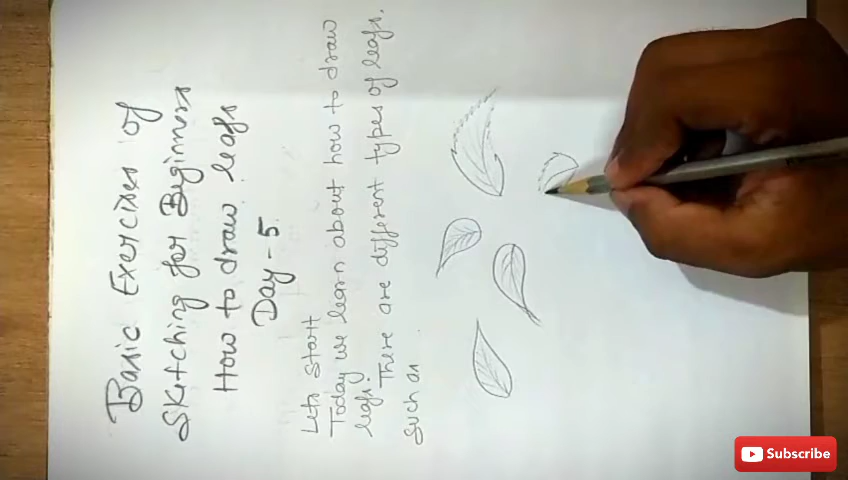 Basic Exercises of
Sketching for Beginners
How to draw leafs
Day - 5
Lets start
Today we learn about how to draw
leafs.
There are different types of leafs.
Such as
Subscribe